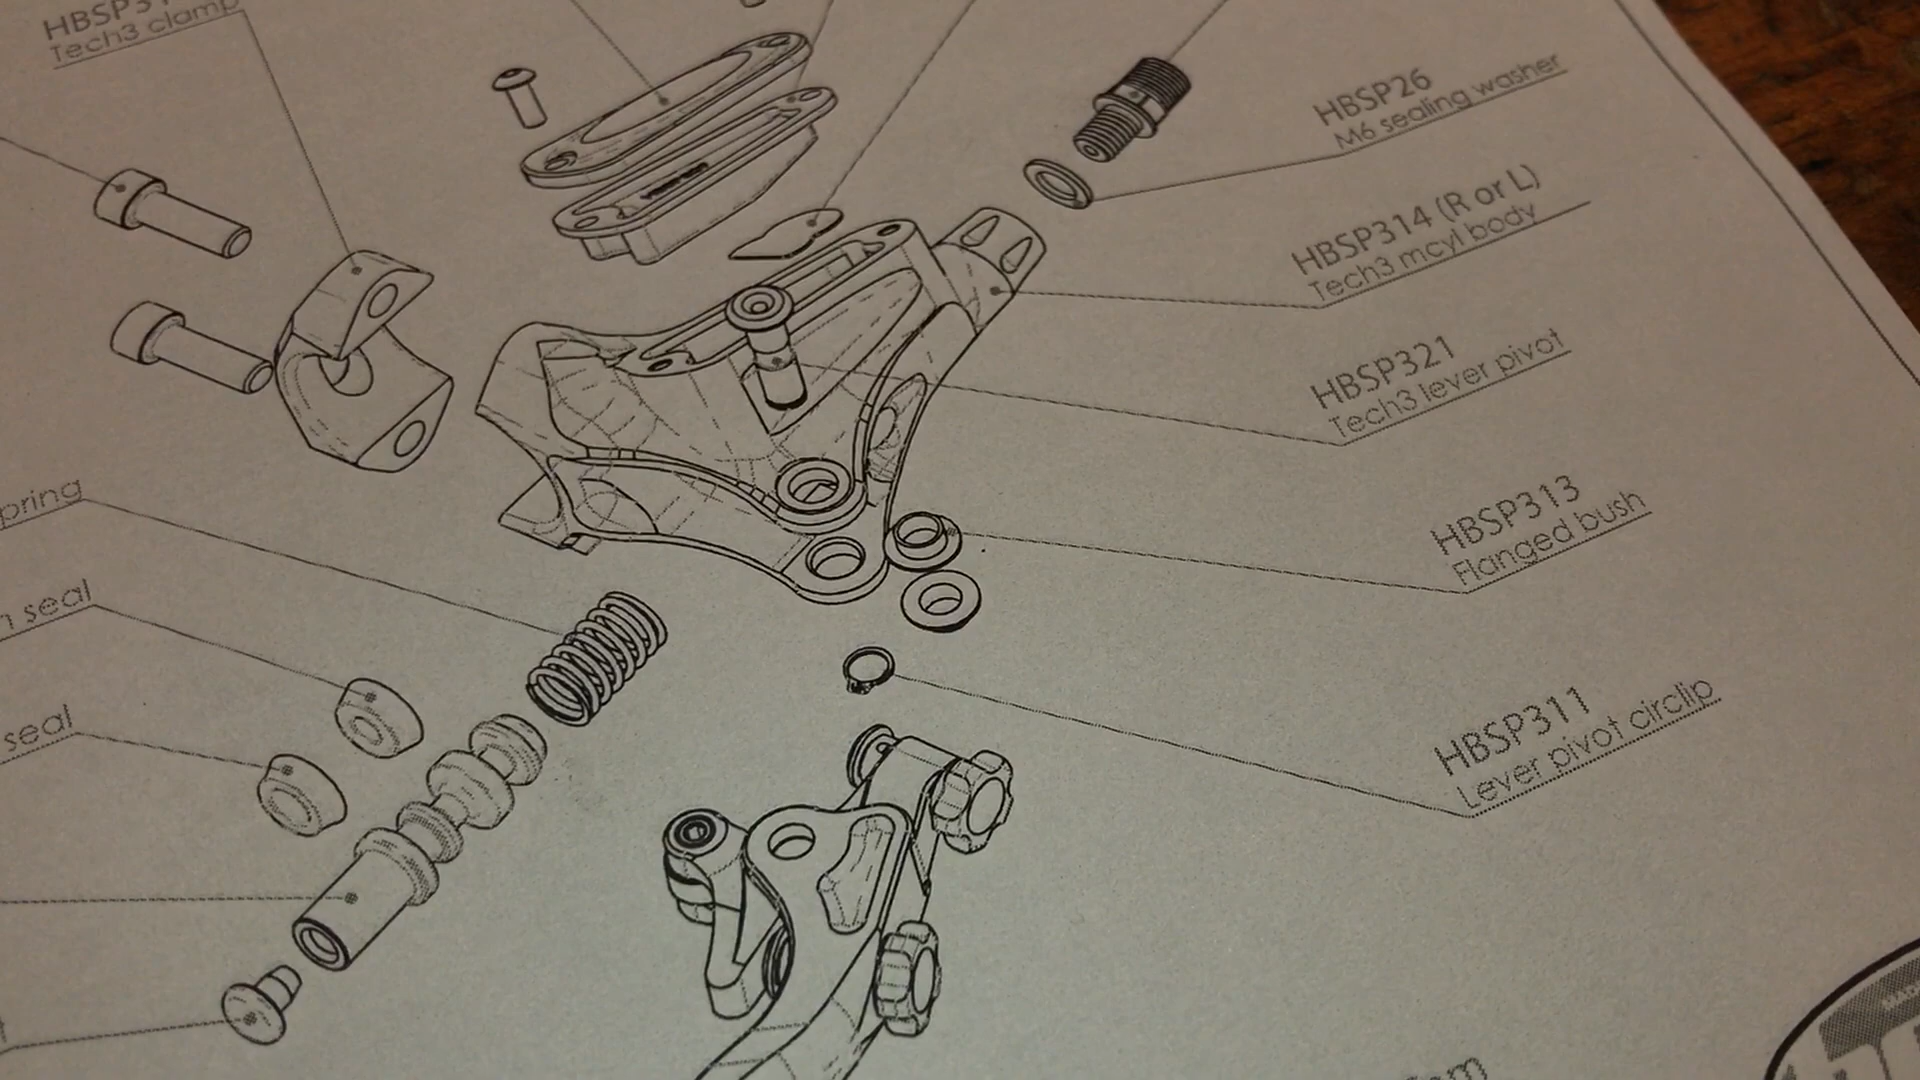 Tech3 clamp
HBSP26
M6 sealing washer
HBSP314 (R or L)
Tech3 mcyl body
HBSP321
Tech3 lever pivot
pring
seal
HBSP313
Flanged bush
seal
HBSP311
Lever pivot circlip